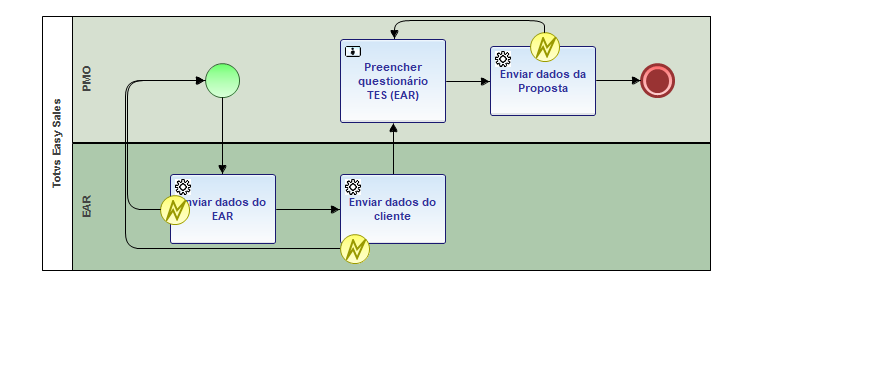 Totvs Easy Sales
PMO
EAR
Preencher
questionário
TES (EAR)
Enviar dados da
Proposta
nviar dados do
EAR
Enviar dados do
cliente